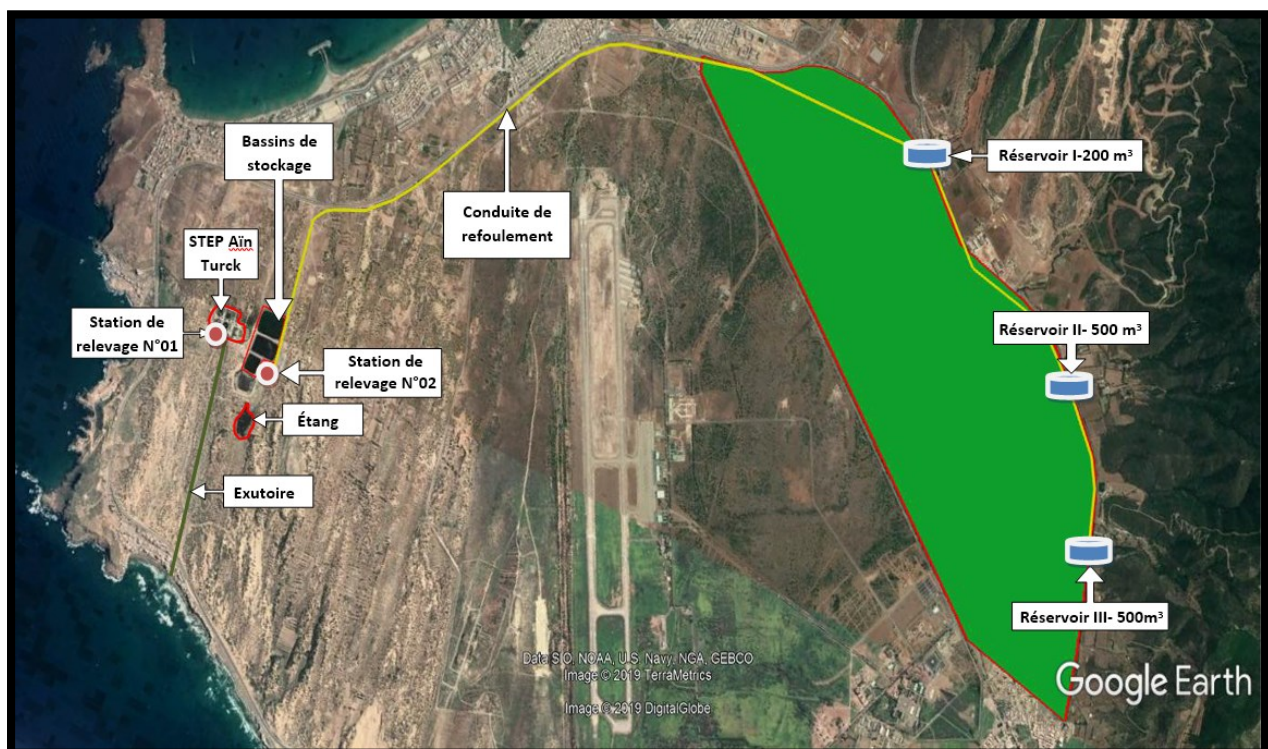 Bassins de
stockage
Réservoir I-200 m³
Conduite de
refoulement
STEP Aïn
Turck
Station de
relevage N°01
Réservoir II- 500 m³
Station de
relevage N°02
Étang
Exutoire
Réservoir III- 500m³
Data SIO, NOAA, U.S. Navy, NGA, GEBCO
Image © 2019 TerraMetrics
Image © 2019 DigitalGlobe
Google Earth